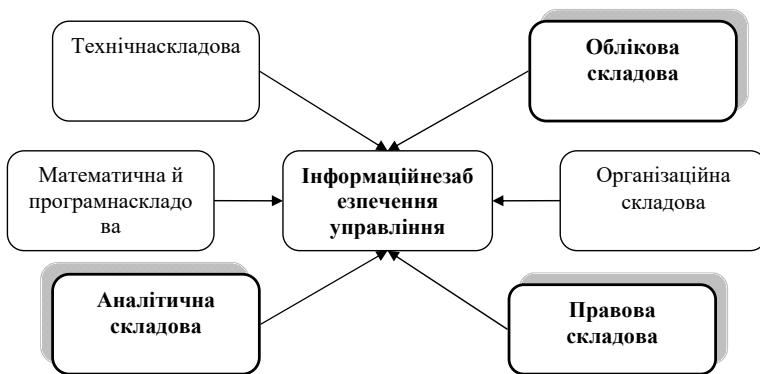 Технічнаскладова
Облікова
складова
Математична й
програмнаскладо
ва
Інформаційнезаб
езпечення
управління
Організаційна
складова
Аналітична
складова
Правова
складова